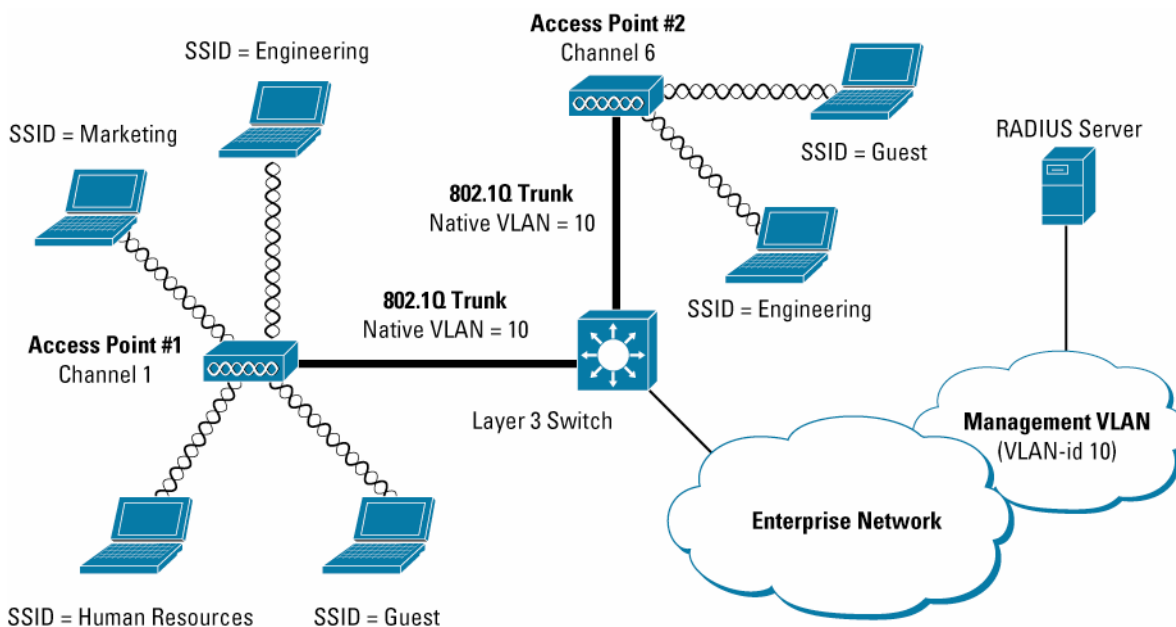 Access Point #2
Channel 6
SSID = Engineering
SSID = Marketing
RADIUS Server
SSID = Guest
802.1Q Trunk
Native VLAN = 10
802.1Q Trunk
Native VLAN = 10
SSID = Engineering
Access Point #1
Channel 1
Layer 3 Switch
Management VLAN
(VLAN-id 10)
Enterprise Network
SSID = Human Resources
SSID = Guest